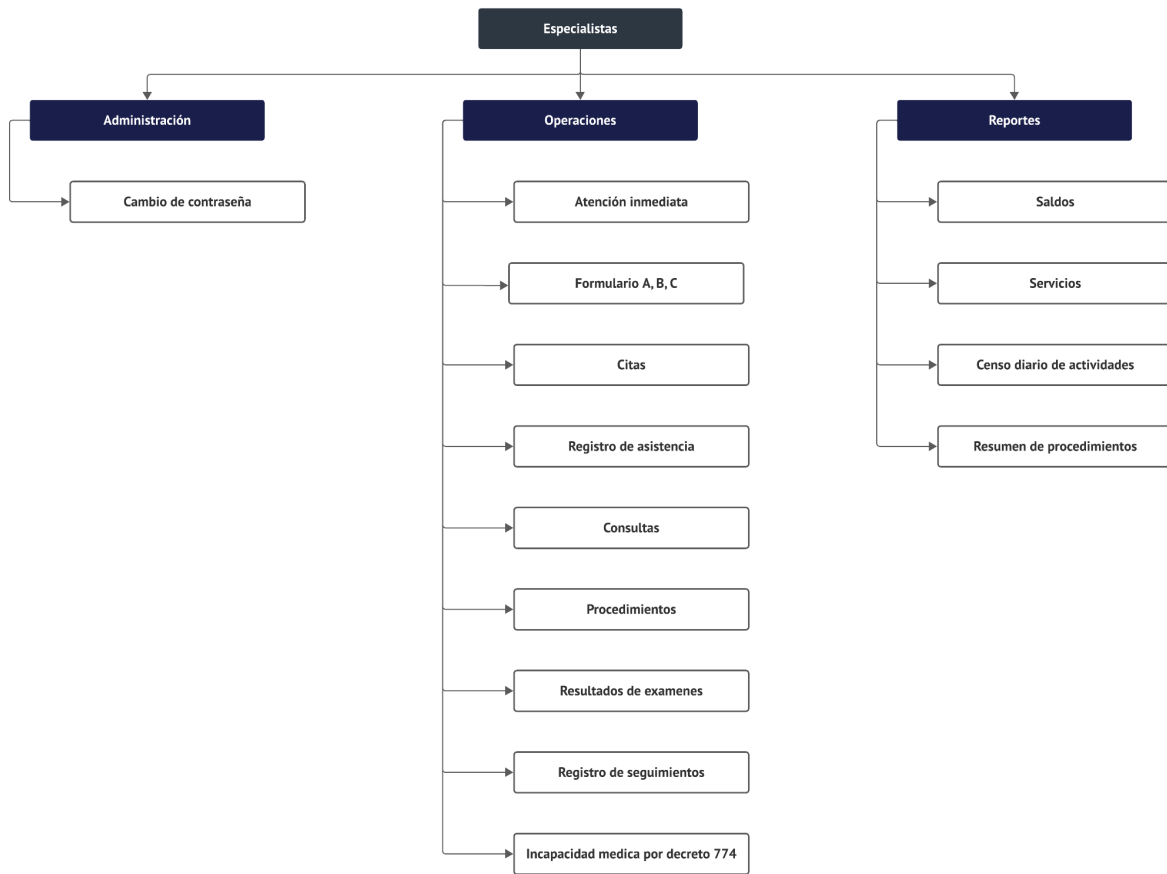 Especialistas
Administración
Cambio de contraseña
Operaciones
Atención inmediata
Formulario A, B, C
Citas
Registro de asistencia
Consultas
Procedimientos
Resultados de examenes
Registro de seguimientos
Incapacidad medica por decreto 774
Reportes
Saldos
Servicios
Censo diario de actividades
Resumen de procedimientos